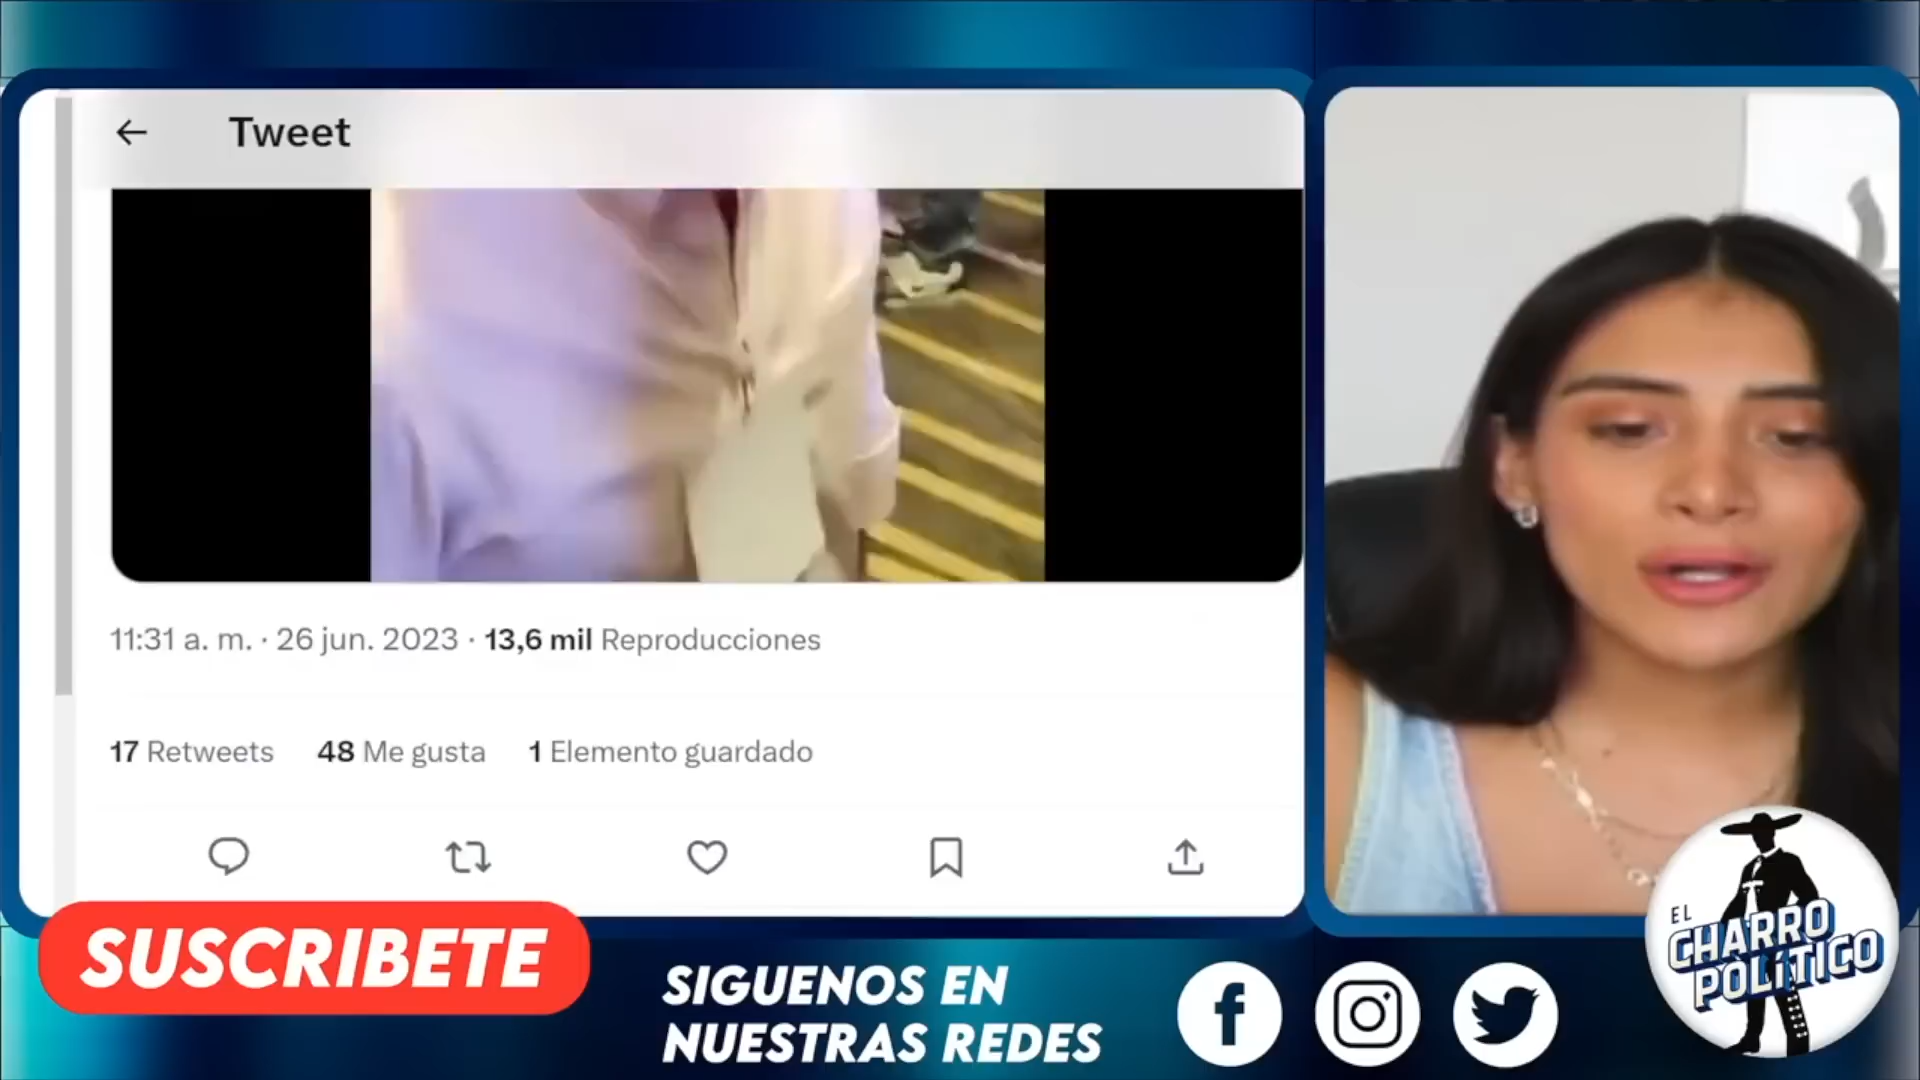 Tweet
11:31 a. m. · 26 jun. 2023 · 13,6 mil Reproducciones
17 Retweets 48 Me gusta 1 Elemento guardado
SUSCRIBETE
SIGUENOS EN
NUESTRAS REDES
EL
CHARRO
POLÍTICO